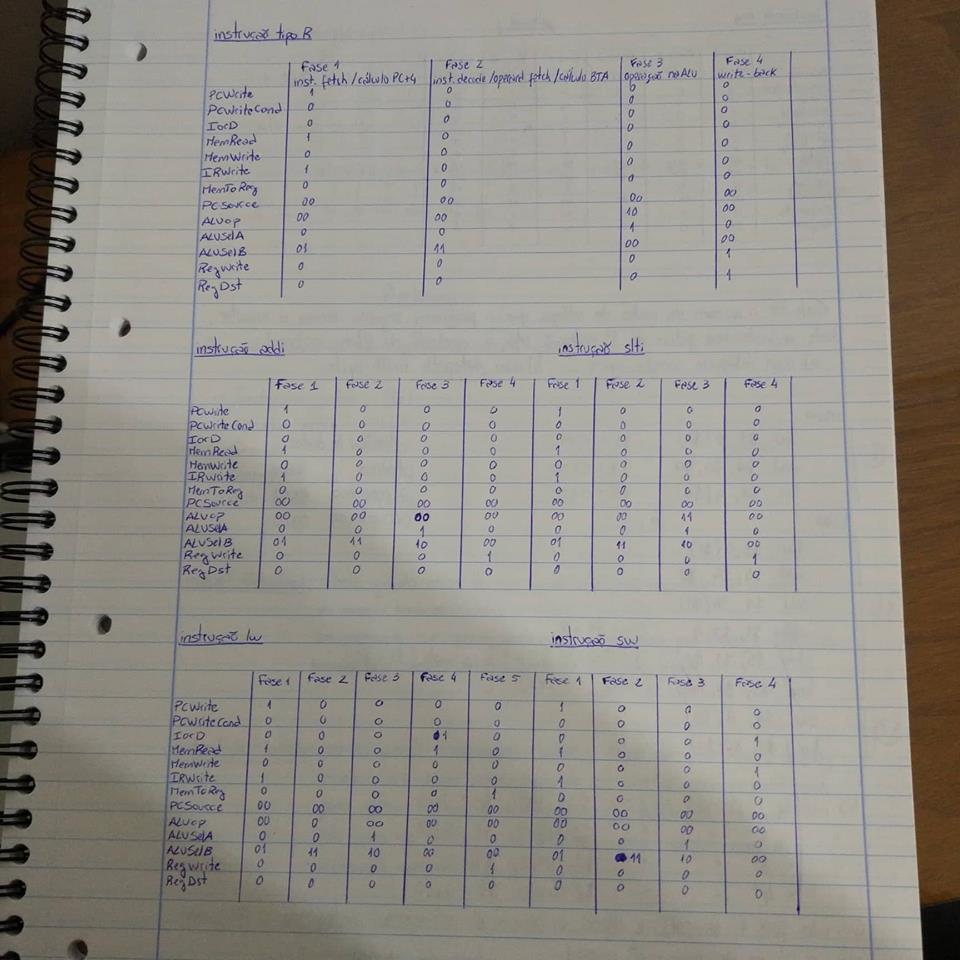 instrução tipo R
Fase 1 Fase 2 Fase 3 Fase 4
inst. fetch / cálculo PC+4 inst. decode / operand fetch / cálculo BTA operação na ALU write-back
PCWrite 1 0 0 0
PCWriteCond 0 0 0 0
IorD 0 0 0 0
MemRead 1 0 0 0
MemWrite 0 0 0 0
IRWrite 1 0 0 0
MemToReg 0 0 0 0
PCSource 00 00 00 00
ALUop 00 00 10 00
ALUSelA 0 0 1 0
ALUSelB 01 11 00 00
RegWrite 0 0 0 1
RegDst 0 0 0 1
instrução addi instrução slti
Fase 1 Fase 2 Fase 3 Fase 4 Fase 1 Fase 2 Fase 3 Fase 4
PCWrite 1 0 0 0 1 0 0 0
PCWriteCond 0 0 0 0 0 0 0 0
IorD 0 0 0 0 0 0 0 0
MemRead 1 0 0 0 1 0 0 0
MemWrite 0 0 0 0 0 0 0 0
IRWrite 1 0 0 0 1 0 0 0
MemToReg 0 0 0 0 0 0 0 0
PCSource 00 00 00 00 00 00 00 00
ALUop 00 00 00 00 00 00 11 00
ALUSelA 0 0 1 0 0 0 1 0
ALUSelB 01 11 10 00 01 11 10 00
RegWrite 0 0 0 1 0 0 0 1
RegDst 0 0 0 0 0 0 0 0
instrução lw instrução sw
Fase 1 Fase 2 Fase 3 Fase 4 Fase 5 Fase 1 Fase 2 Fase 3 Fase 4
PCWrite 1 0 0 0 0 1 0 0 0
PCWriteCond 0 0 0 0 0 0 0 0 0
IorD 0 0 0 1 0 0 0 0 1
MemRead 1 0 0 1 0 1 0 0 0
MemWrite 0 0 0 0 0 0 0 0 1
IRWrite 1 0 0 0 0 1 0 0 0
MemToReg 0 0 0 0 1 0 0 0 0
PCSource 00 00 00 00 00 00 00 00 00
ALUop 00 0 00 00 00 00 00 00 00
ALUSelA 0 0 1 0 0 0 0 1 0
ALUSelB 01 11 10 00 00 01 11 10 00
RegWrite 0 0 0 0 1 0 0 0 0
RegDst 0 0 0 0 0 0 0 0 0